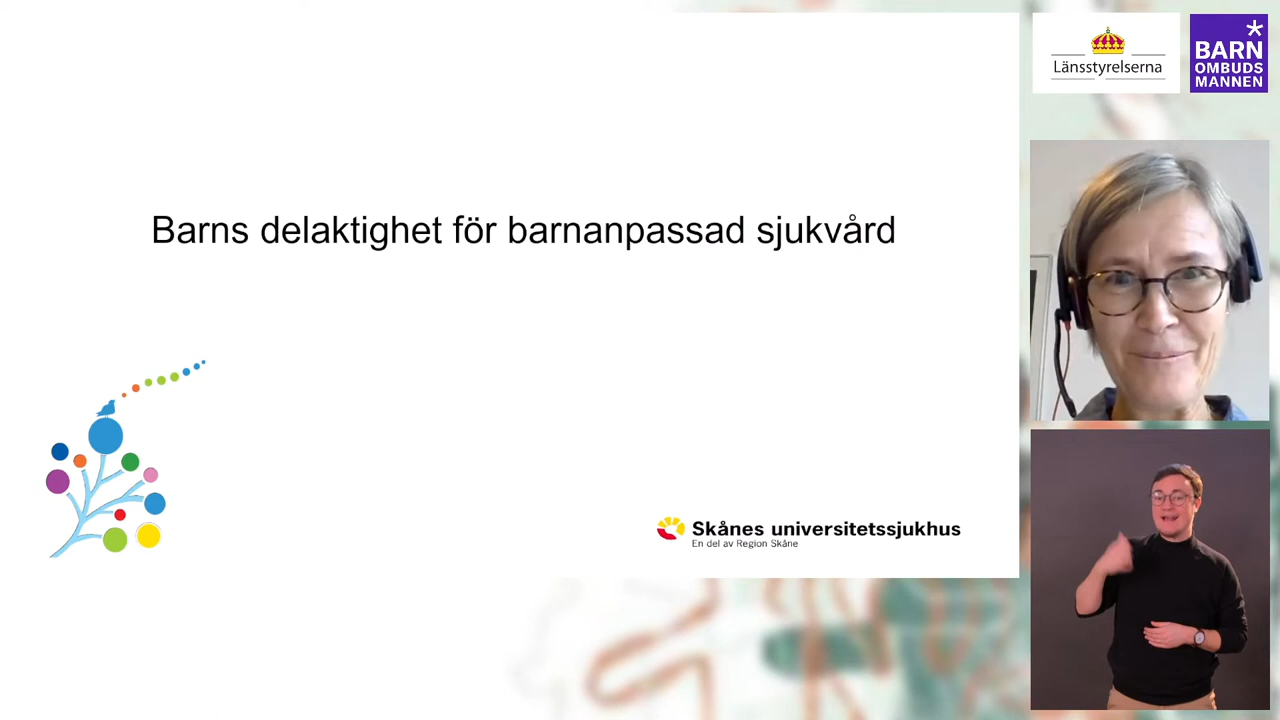 Barns delaktighet för barnanpassad sjukvård
Skånes universitetssjukhus
En del av Region Skåne
Länsstyrelserna
BARN
OMBUDS
MANNEN